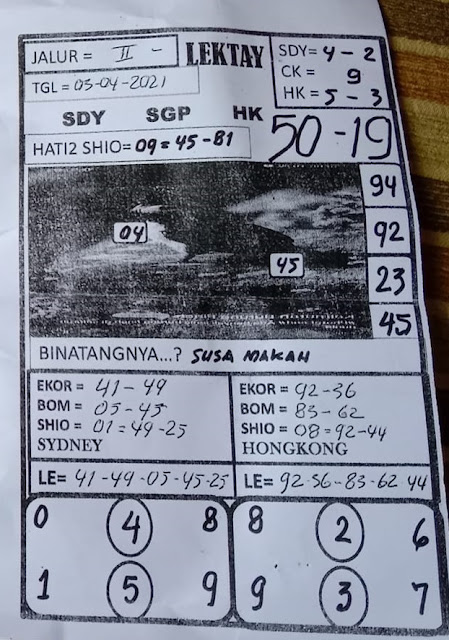 JALUR = II -
LEKTAY
SDY= 4 - 2
CK = 9
HK = 5 - 3
TGL = 03-04-2021
SDY SGP HK
50 - 19
HATI2 SHIO= 09 = 45 - 81
94
92
23
45
04
45
BINATANGNYA...? SUSA MAKAN
EKOR = 41 - 49
BOM = 05 - 45
SHIO = 01 = 49 - 25
SYDNEY
LE= 41 - 49 - 05 - 45 - 25
EKOR = 92 - 36
BOM = 83 - 62
SHIO = 08 = 92 - 44
HONGKONG
LE= 92 - 36 - 83 - 62 44
0 4 8
1 5 9
8 2 6
9 3 7